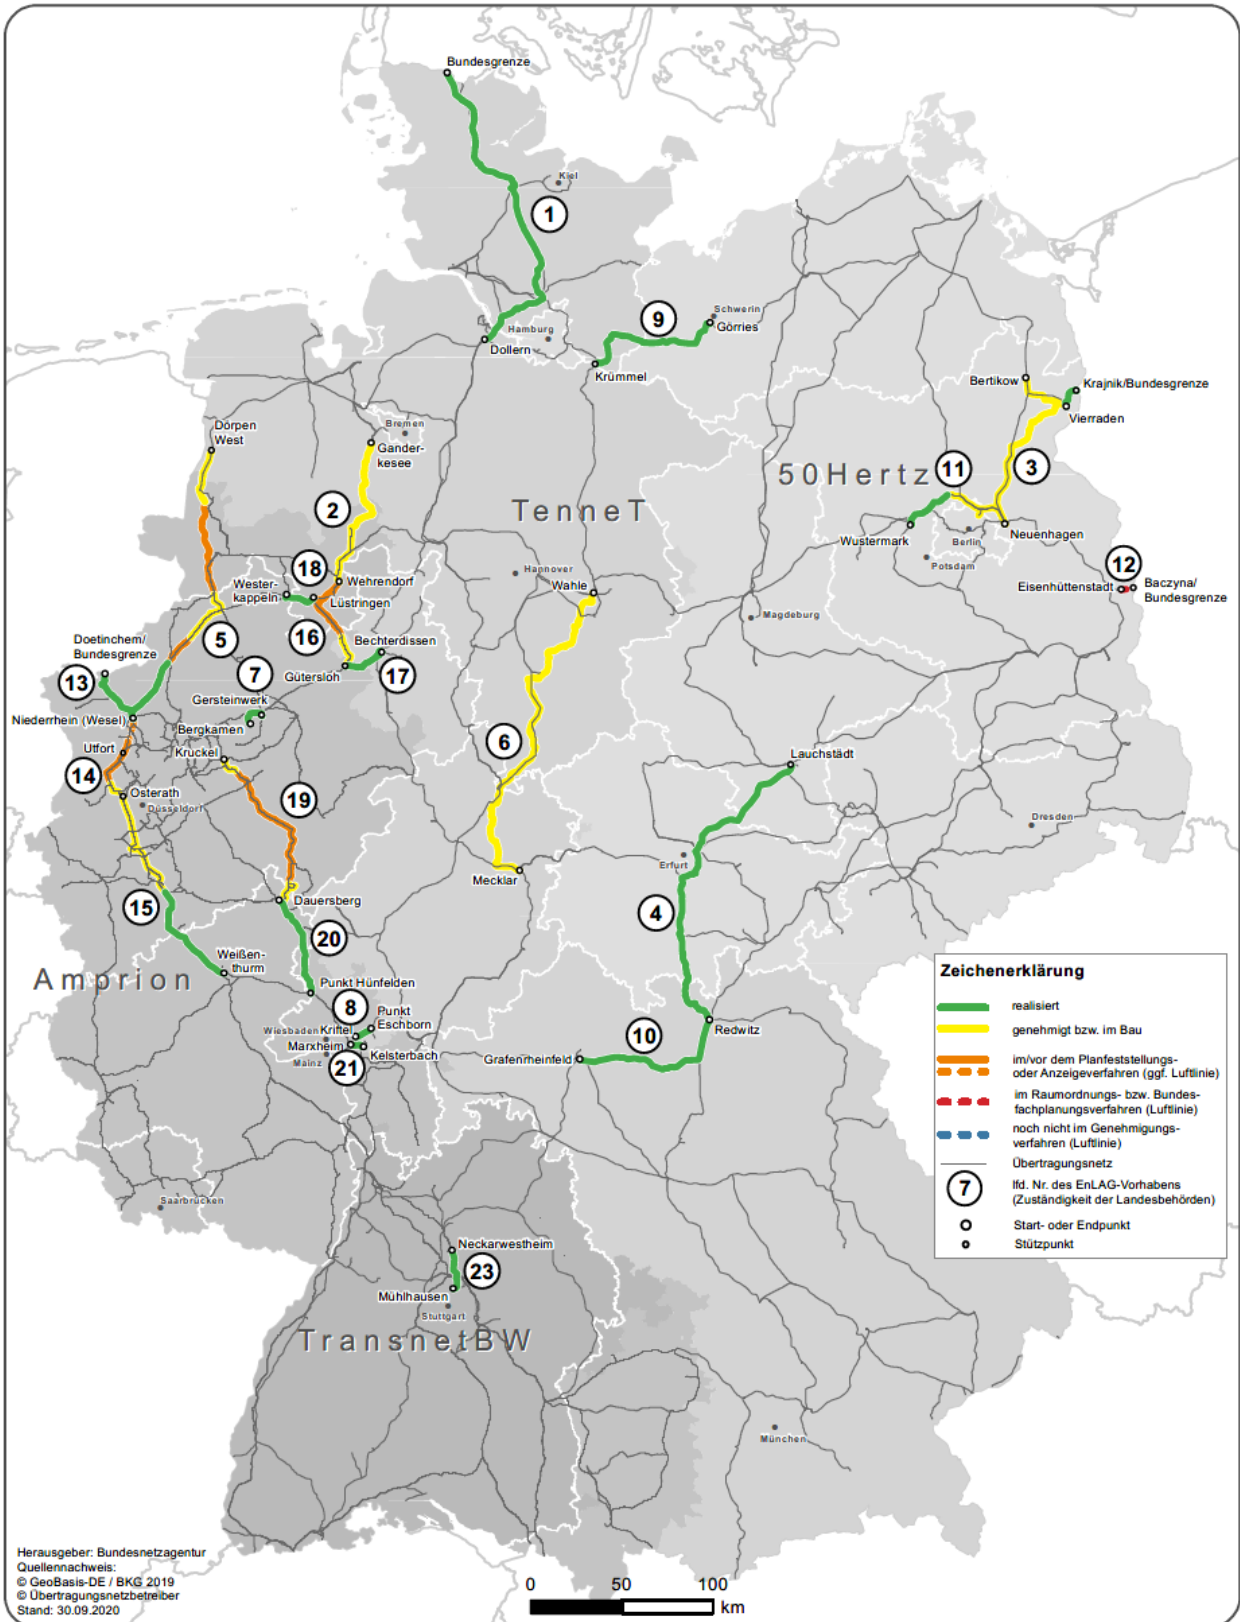 Bundesgrenze
Kiel
1
9
Schwerin
Görries
Hamburg
Dollern
Krümmel
Bertikow
Krajnik/Bundesgrenze
Vierraden
Dörpen
West
Bremen
Gander-
kesee
50Hertz
11
3
2
TenneT
Wustermark
Berlin
Neuenhagen
Potsdam
18
Hannover
12
Wester-
kappeln
Wehrendorf
Wahle
Eisenhüttenstadt
Baczyna/
Bundesgrenze
Lüstringen
Magdeburg
5
16
Doetinchem/
Bundesgrenze
Bechterdissen
13
7
Gütersloh
17
Gersteinwerk
Niederrhein (Wesel)
Bergkamen
Utfort
Kruckel
6
Lauchstädt
14
Osterath
Düsseldorf
19
Dresden
Erfurt
Mecklar
15
Dauersberg
4
20
Weißen-
thurm
Amprion
Punkt Hünfelden
8
Punkt
Eschborn
Wiesbaden
Kriftel
Marxheim
Kelsterbach
Mainz
21
10
Redwitz
Grafenrheinfeld
Saarbrücken
Neckarwestheim
23
Mühlhausen
Stuttgart
TransnetBW
München
Zeichenerklärung
realisiert
genehmigt bzw. im Bau
im/vor dem Planfeststellungs-
oder Anzeigeverfahren (ggf. Luftlinie)
im Raumordnungs- bzw. Bundes-
fachplanungsverfahren (Luftlinie)
noch nicht im Genehmigungs-
verfahren (Luftlinie)
Übertragungsnetz
7
lfd. Nr. des EnLAG-Vorhabens
(Zuständigkeit der Landesbehörden)
Start- oder Endpunkt
Stützpunkt
Herausgeber: Bundesnetzagentur
Quellennachweis:
© GeoBasis-DE / BKG 2019
© Übertragungsnetzbetreiber
Stand: 30.09.2020
0 50 100
km